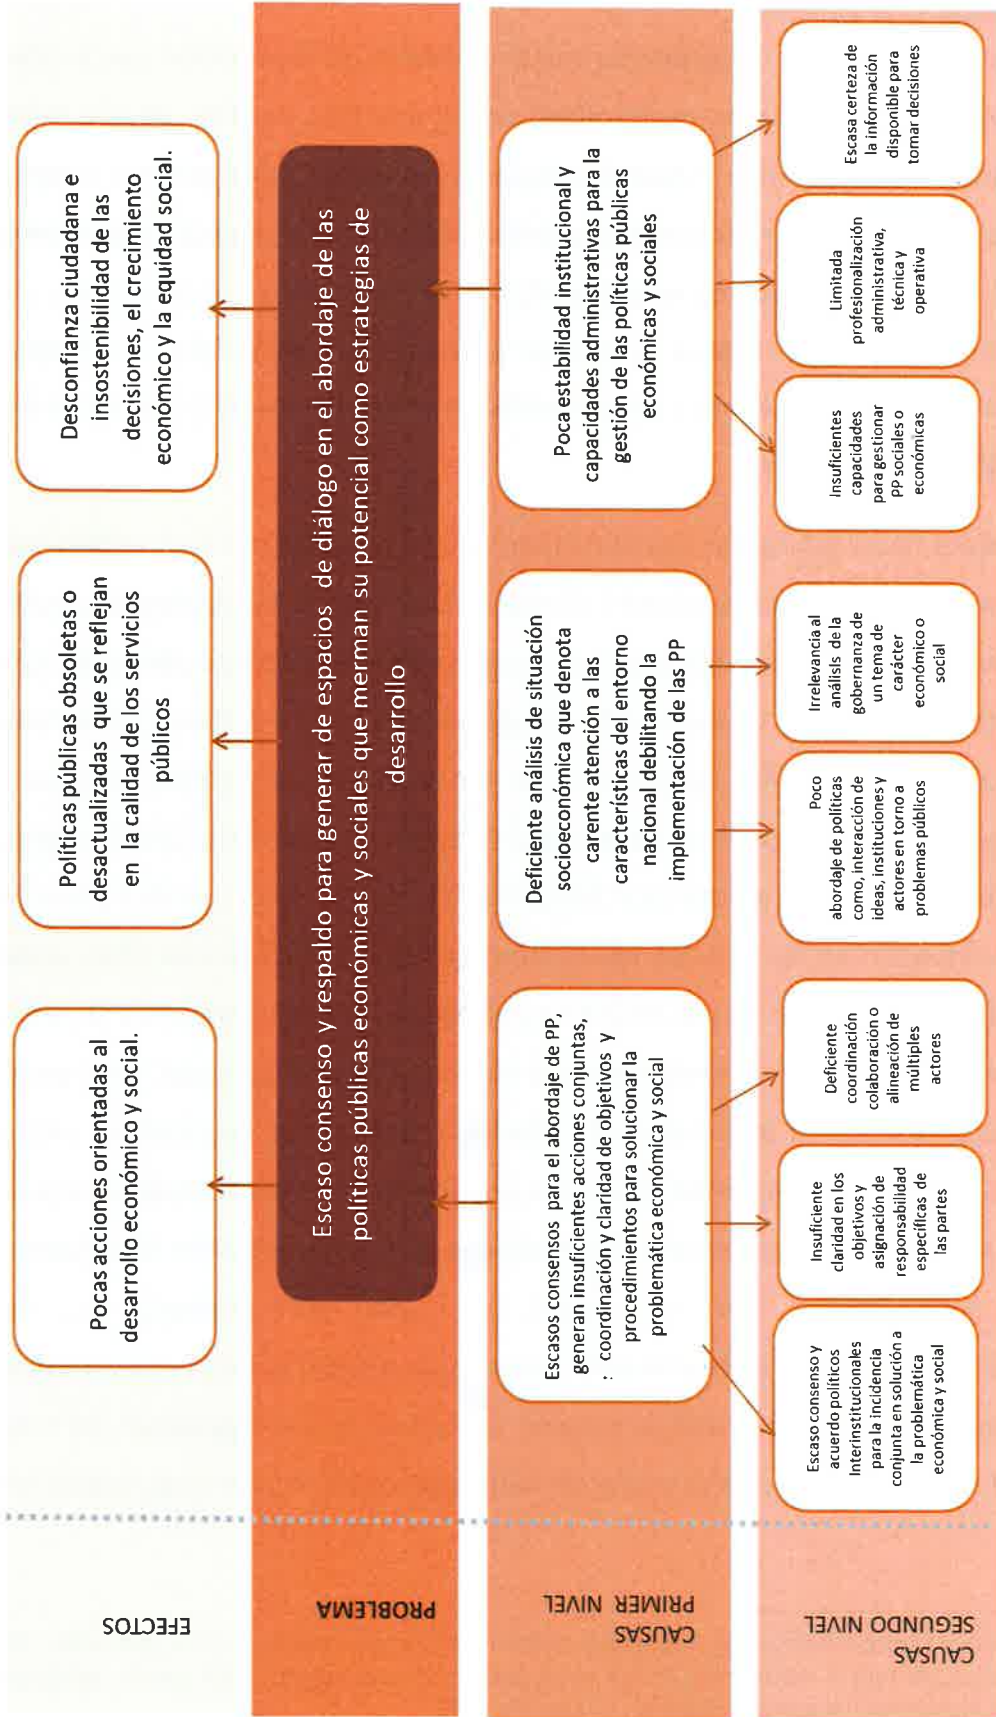 EFECTOS
Pocas acciones orientadas al
desarrollo económico y social.
Políticas públicas obsoletas o
desactualizadas que se reflejan
en la calidad de los servicios
públicos
Desconfianza ciudadana e
insostenibilidad de las
decisiones, el crecimiento
económico y la equidad social.
PROBLEMA
Escaso consenso y respaldo para generar de espacios de diálogo en el abordaje de las
políticas públicas económicas y sociales que merman su potencial como estrategias de
desarrollo
CAUSAS
PRIMER NIVEL
Escasos consensos para el abordaje de PP,
generan insuficientes acciones conjuntas,
: coordinación y claridad de objetivos y
procedimientos para solucionar la
problemática económica y social
Deficiente análisis de situación
socioeconómica que denota
carente atención a las
características del entorno
nacional debilitando la
implementación de las PP
Poca estabilidad institucional y
capacidades administrativas para la
gestión de las políticas públicas
económicas y sociales
CAUSAS
SEGUNDO NIVEL
Escaso consenso y
acuerdo políticos
Interinstitucionales
para la incidencia
conjunta en solución a
la problemática
económica y social
Insuficiente
claridad en los
objetivos y
asignación de
responsabilidad
específicas de
las partes
Deficiente
coordinación
colaboración o
alineación de
múltiples
actores
Poco
abordaje de políticas
como, interacción de
ideas, instituciones y
actores en torno a
problemas públicos
Irrelevancia al
análisis de la
gobernanza de
un tema de
carácter
económico o
social
Insuficientes
capacidades
para gestionar
PP sociales o
económicas
Limitada
profesionalización
administrativa,
técnica y
operativa
Escasa certeza de
la información
disponible para
tomar decisiones